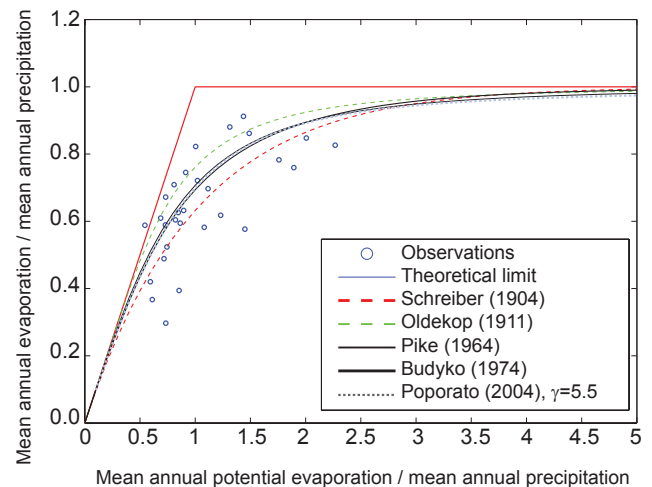 Mean annual evaporation / mean annual precipitation
1.0
0.8
0.6
0.4
0.2
0.0
0
0.5
1
1.5
2
2.5
3
3.5
4
4.5
5
Observations
Theoretical limit
Schreiber (1904)
Oldekop (1911)
Pike (1964)
Budyko (1974)
Poporato (2004), γ=5.5
Mean annual potential evaporation / mean annual precipitation